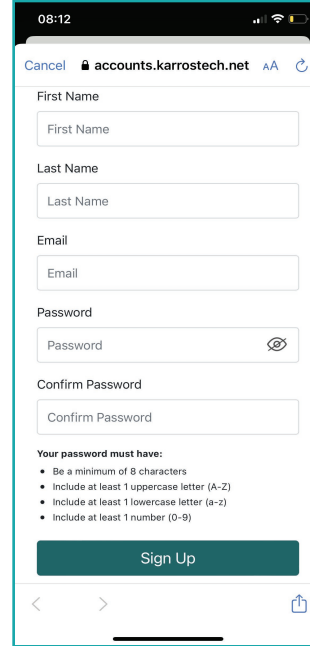 08:12
Cancel accounts.karrostech.net AA
First Name
First Name
Last Name
Last Name
Email
Email
Password
Password
Confirm Password
Confirm Password
Your password must have:
• Be a minimum of 8 characters
• Include at least 1 uppercase letter (A-Z)
• Include at least 1 lowercase letter (a-z)
• Include at least 1 number (0-9)
Sign Up